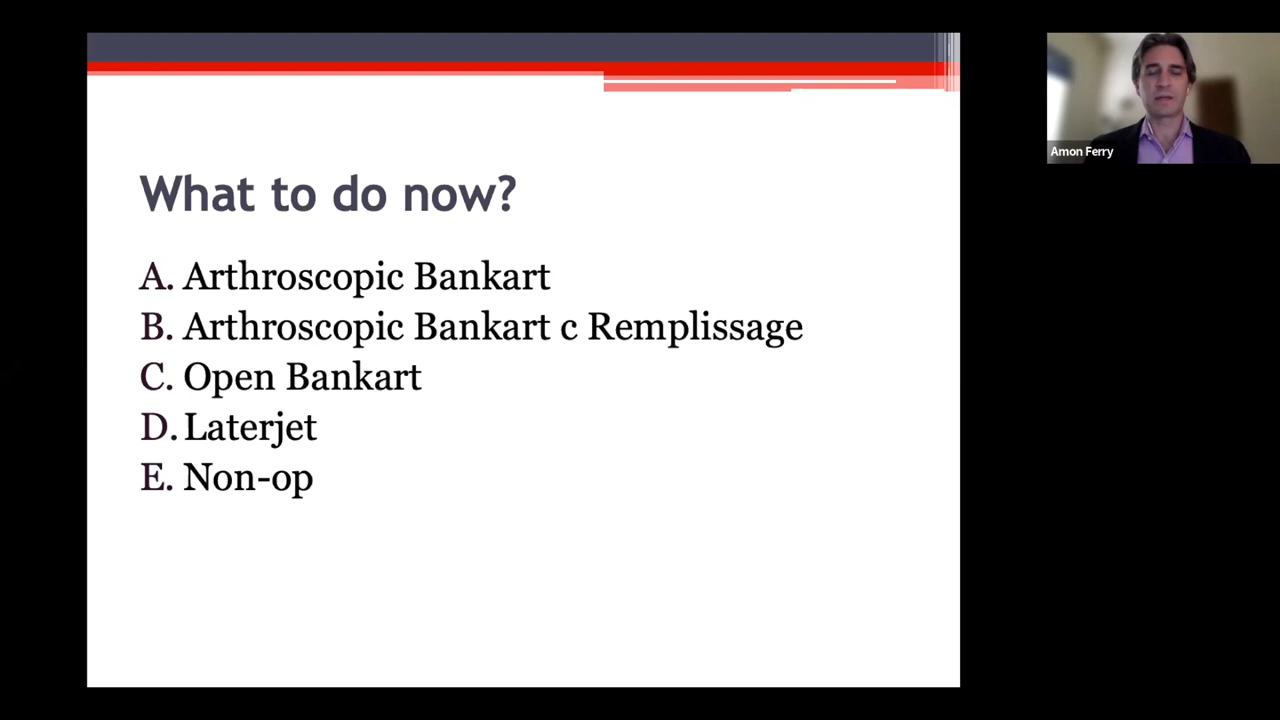 What to do now?
A. Arthroscopic Bankart
B. Arthroscopic Bankart c Remplissage
C. Open Bankart
D. Laterjet
E. Non-op
Amon Ferry